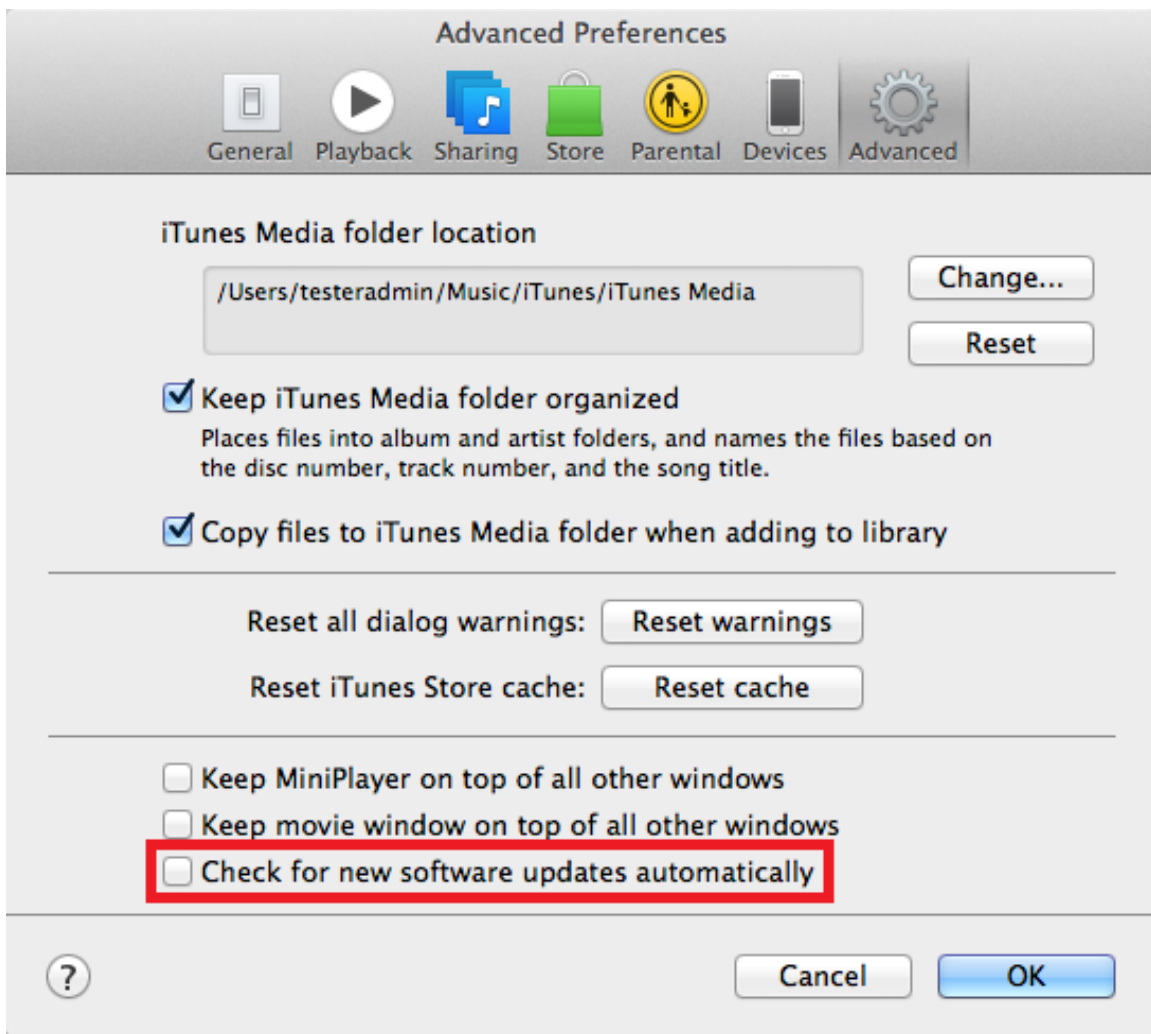 Advanced Preferences
General Playback Sharing Store Parental Devices Advanced
iTunes Media folder location
/Users/testeradmin/Music/iTunes/iTunes Media
Change...
Reset
Keep iTunes Media folder organized
Places files into album and artist folders, and names the files based on
the disc number, track number, and the song title.
Copy files to iTunes Media folder when adding to library
Reset all dialog warnings: Reset warnings
Reset iTunes Store cache: Reset cache
Keep MiniPlayer on top of all other windows
Keep movie window on top of all other windows
Check for new software updates automatically
? Cancel OK